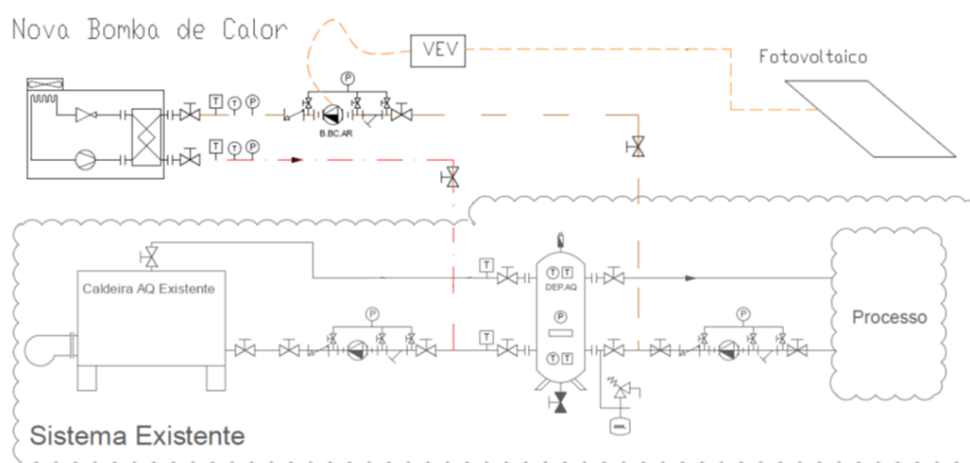 Nova Bomba de Calor
VEV
Fotovoltaico
T T P
P
B.BC.AR
T T P
Caldeira AQ Existente
T
T T
DEP.AQ
P
T T
T
P
P
Processo
Sistema Existente